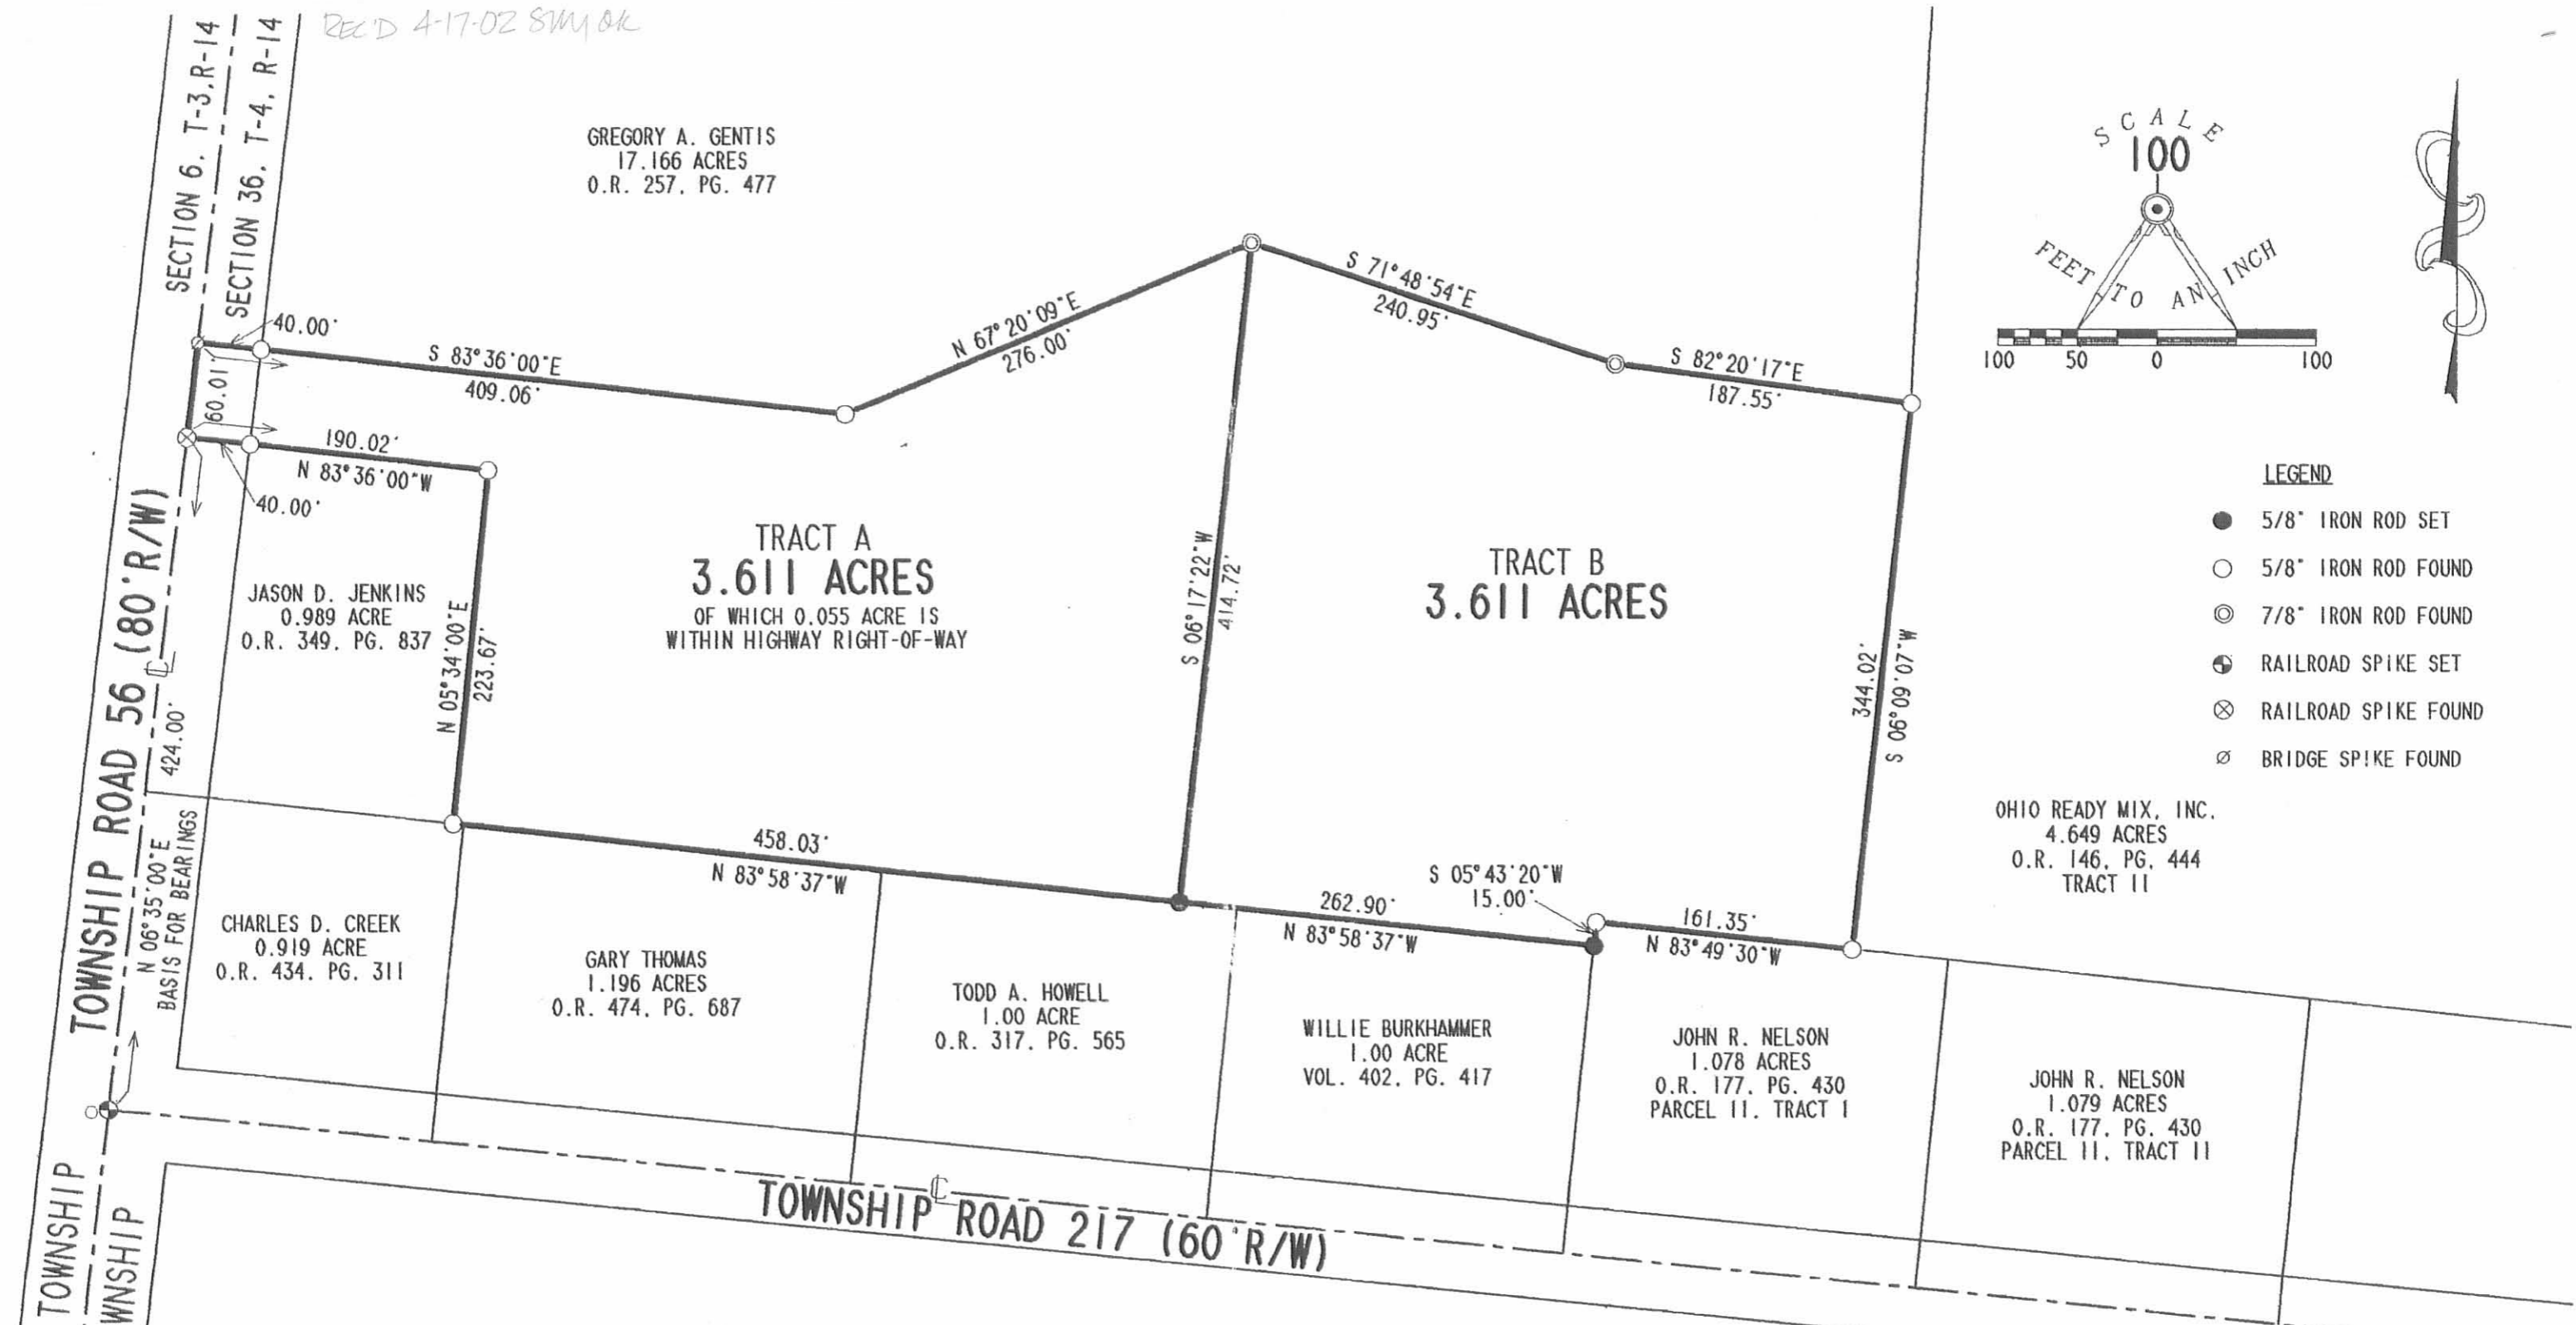 REC'D 4-17-02
SECTION 6, T-3,R-14
SECTION 36, T-4, R-14
GREGORY A. GENTIS
17.166 ACRES
O.R. 257, PG. 477
SCALE
100
FEET TO AN INCH
100 50 0 100
40.00'
S 83°36'00"E
409.06'
N 67°20'09"E
276.00'
S 71°48'54"E
240.95'
S 82°20'17"E
187.55'
60.01'
190.02'
N 83°36'00"W
40.00'
LEGEND
5/8" IRON ROD SET
5/8" IRON ROD FOUND
7/8" IRON ROD FOUND
RAILROAD SPIKE SET
RAILROAD SPIKE FOUND
BRIDGE SPIKE FOUND
TRACT A
3.611 ACRES
OF WHICH 0.055 ACRE IS
WITHIN HIGHWAY RIGHT-OF-WAY
S 06°17'22"W
414.72'
TRACT B
3.611 ACRES
344.02'
S 06°09'07"W
JASON D. JENKINS
0.989 ACRE
O.R. 349, PG. 837
N 05°34'00"E
223.67'
TOWNSHIP ROAD 56 (80'R/W)
424.00'
N 06°35'00"E
BASIS FOR BEARINGS
458.03'
N 83°58'37"W
262.90'
N 83°58'37"W
S 05°43'20"W
15.00'
161.35'
N 83°49'30"W
OHIO READY MIX, INC.
4.649 ACRES
O.R. 146, PG. 444
TRACT II
CHARLES D. CREEK
0.919 ACRE
O.R. 434, PG. 311
GARY THOMAS
1.196 ACRES
O.R. 474, PG. 687
TODD A. HOWELL
1.00 ACRE
O.R. 317, PG. 565
WILLIE BURKHAMMER
1.00 ACRE
VOL. 402, PG. 417
JOHN R. NELSON
1.078 ACRES
O.R. 177, PG. 430
PARCEL II, TRACT I
JOHN R. NELSON
1.079 ACRES
O.R. 177, PG. 430
PARCEL II, TRACT II
TOWNSHIP ROAD 217 (60'R/W)
TOWNSHIP
WNSHIP